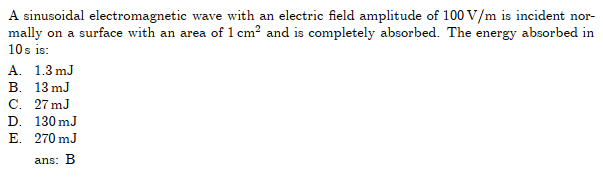 A sinusoidal electromagnetic wave with an electric field amplitude of 100 V/m is incident nor-
mally on a surface with an area of 1 cm² and is completely absorbed. The energy absorbed in
10 s is:
A. 1.3 mJ
B. 13 mJ
C. 27 mJ
D. 130 mJ
E. 270 mJ
ans: B